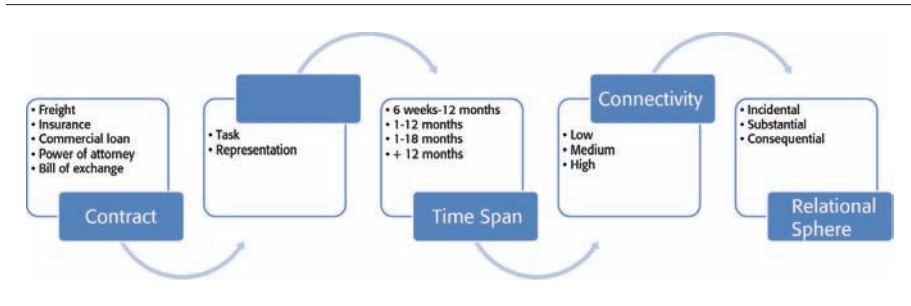 • Freight
• Insurance
• Commercial loan
• Power of attorney
• Bill of exchange
Contract
• Task
• Representation
• 6 weeks-12 months
• 1-12 months
• 1-18 months
• + 12 months
Time Span
Connectivity
• Low
• Medium
• High
• Incidental
• Substantial
• Consequential
Relational
Sphere